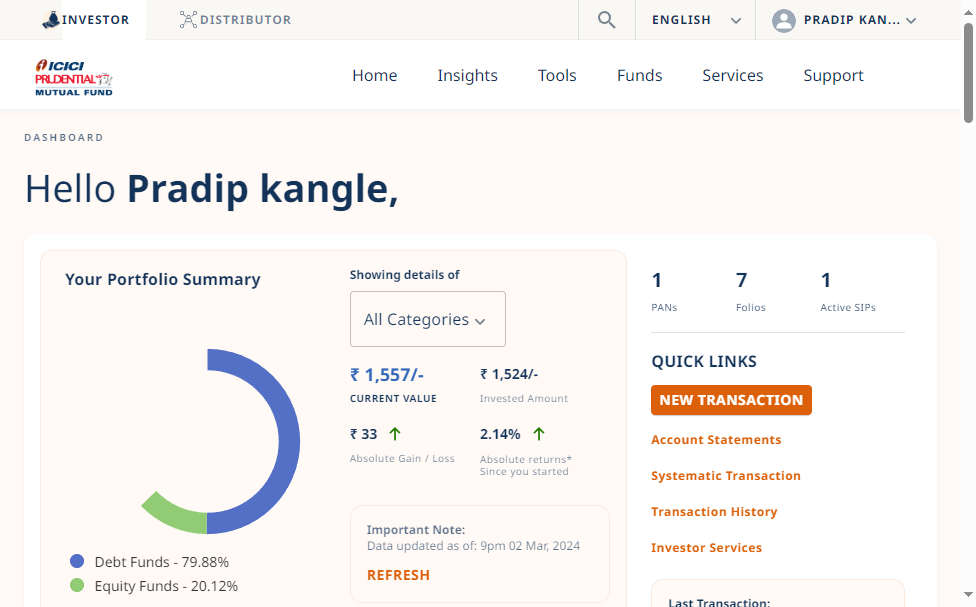 INVESTOR
DISTRIBUTOR
ENGLISH
PRADIP KAN...
ICICI
PRUDENTIAL
MUTUAL FUND
Home
Insights
Tools
Funds
Services
Support
DASHBOARD
Hello Pradip kangle,
Your Portfolio Summary
Debt Funds - 79.88%
Equity Funds - 20.12%
Showing details of
All Categories
₹ 1,557/-
CURRENT VALUE
₹ 1,524/-
Invested Amount
₹ 33
Absolute Gain / Loss
2.14%
Absolute returns*
Since you started
Important Note:
Data updated as of: 9pm 02 Mar, 2024
REFRESH
1
PANs
7
Folios
1
Active SIPs
QUICK LINKS
NEW TRANSACTION
Account Statements
Systematic Transaction
Transaction History
Investor Services
Last Transaction: